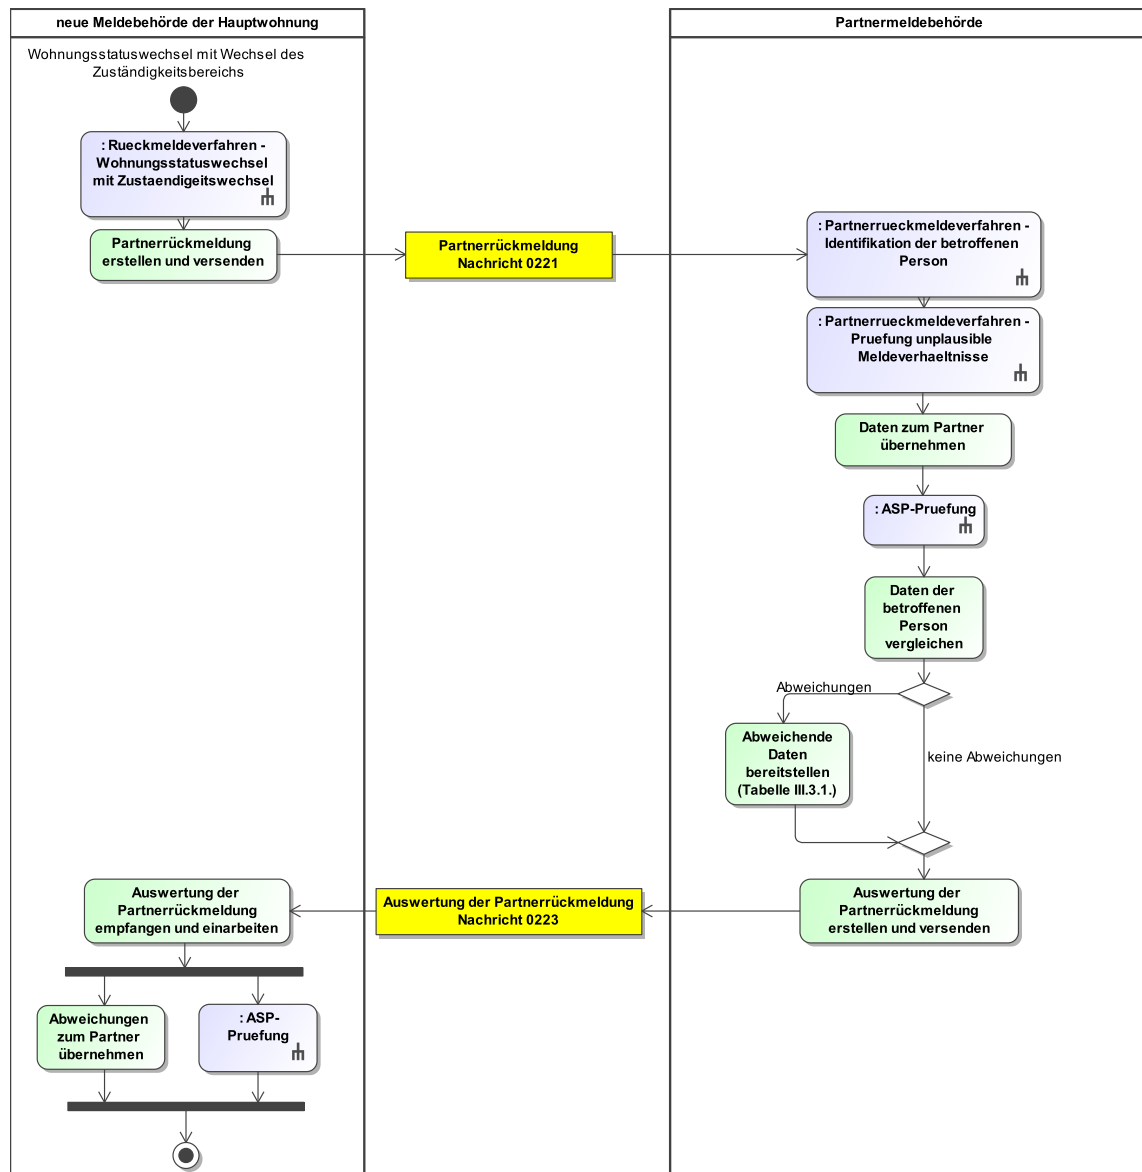 neue Meldebehörde der Hauptwohnung
Partnermeldebehörde
Wohnungsstatuswechsel mit Wechsel des
Zuständigkeitsbereichs
: Rueckmeldeverfahren -
Wohnungsstatuswechsel
mit Zustaendigeitswechsel
Partnerrückmeldung
erstellen und versenden
Partnerrückmeldung
Nachricht 0221
: Partnerrueckmeldeverfahren -
Identifikation der betroffenen
Person
: Partnerrueckmeldeverfahren -
Pruefung unplausible
Meldeverhaeltnisse
Daten zum Partner
übernehmen
: ASP-Pruefung
Daten der
betroffenen
Person
vergleichen
Abweichungen
keine Abweichungen
Abweichende
Daten
bereitstellen
(Tabelle III.3.1.)
Auswertung der
Partnerrückmeldung
erstellen und versenden
Auswertung der Partnerrückmeldung
Nachricht 0223
Auswertung der
Partnerrückmeldung
empfangen und einarbeiten
Abweichungen
zum Partner
übernehmen
: ASP-
Pruefung